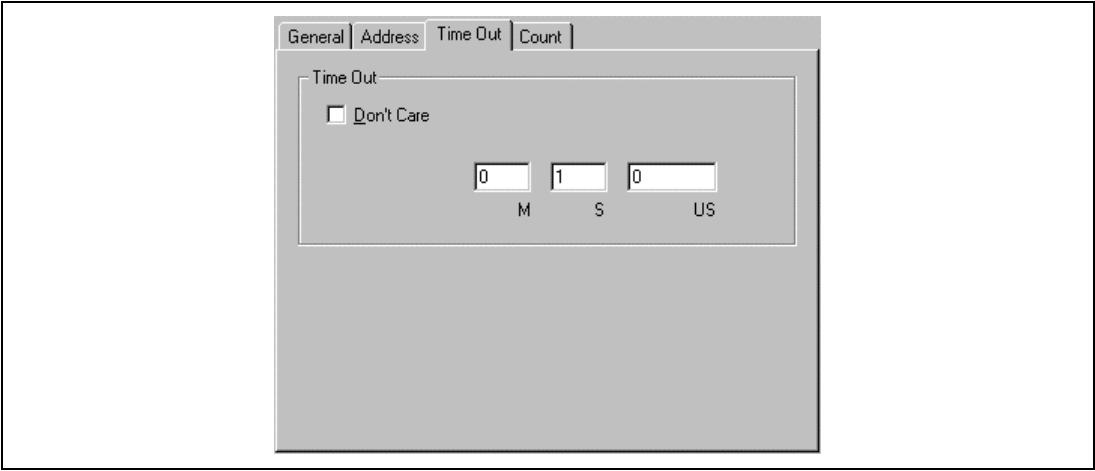 General Address Time Out Count
Time Out
Don't Care
0 1 0
M S US